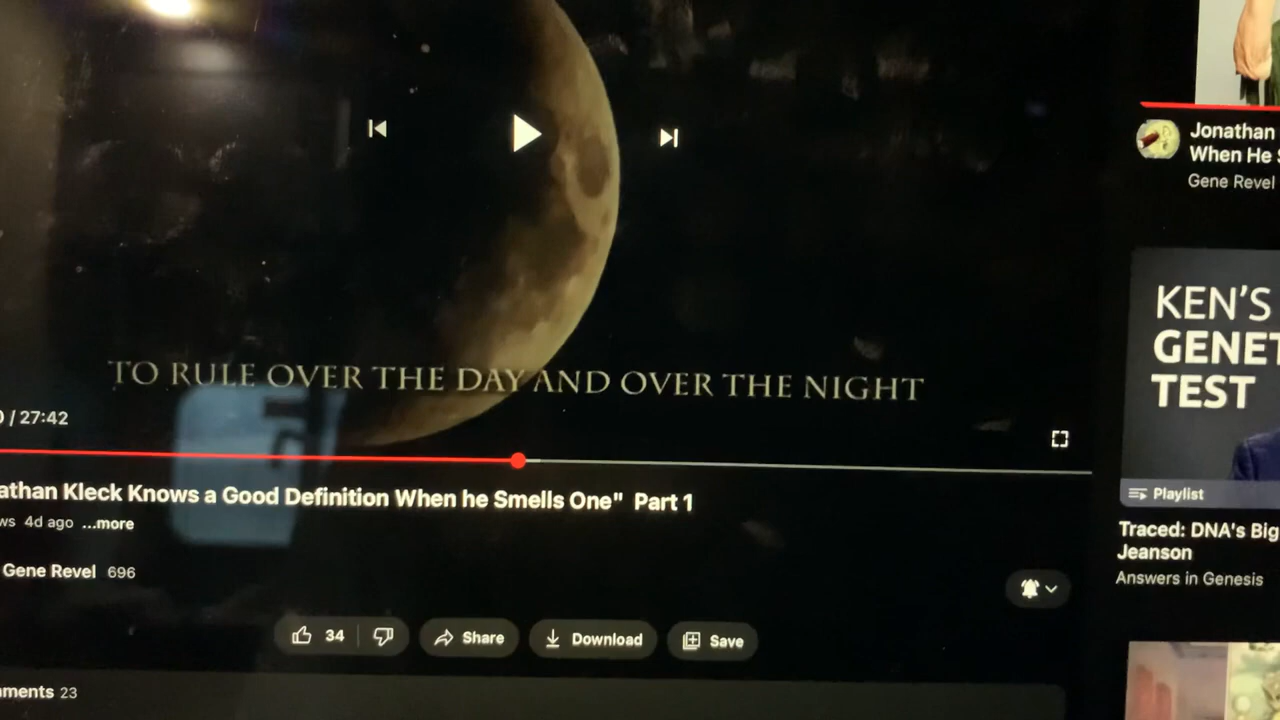 TO RULE OVER THE DAY AND OVER THE NIGHT
/ 27:42
athan Kleck Knows a Good Definition When he Smells One" Part 1
ws 4d ago ...more
Gene Revel 696
34
Share
Download
Save
ments 23
Jonathan
When He
Gene Revel
KEN'S
GENET
TEST
Playlist
Traced: DNA's Big
Jeanson
Answers in Genesis